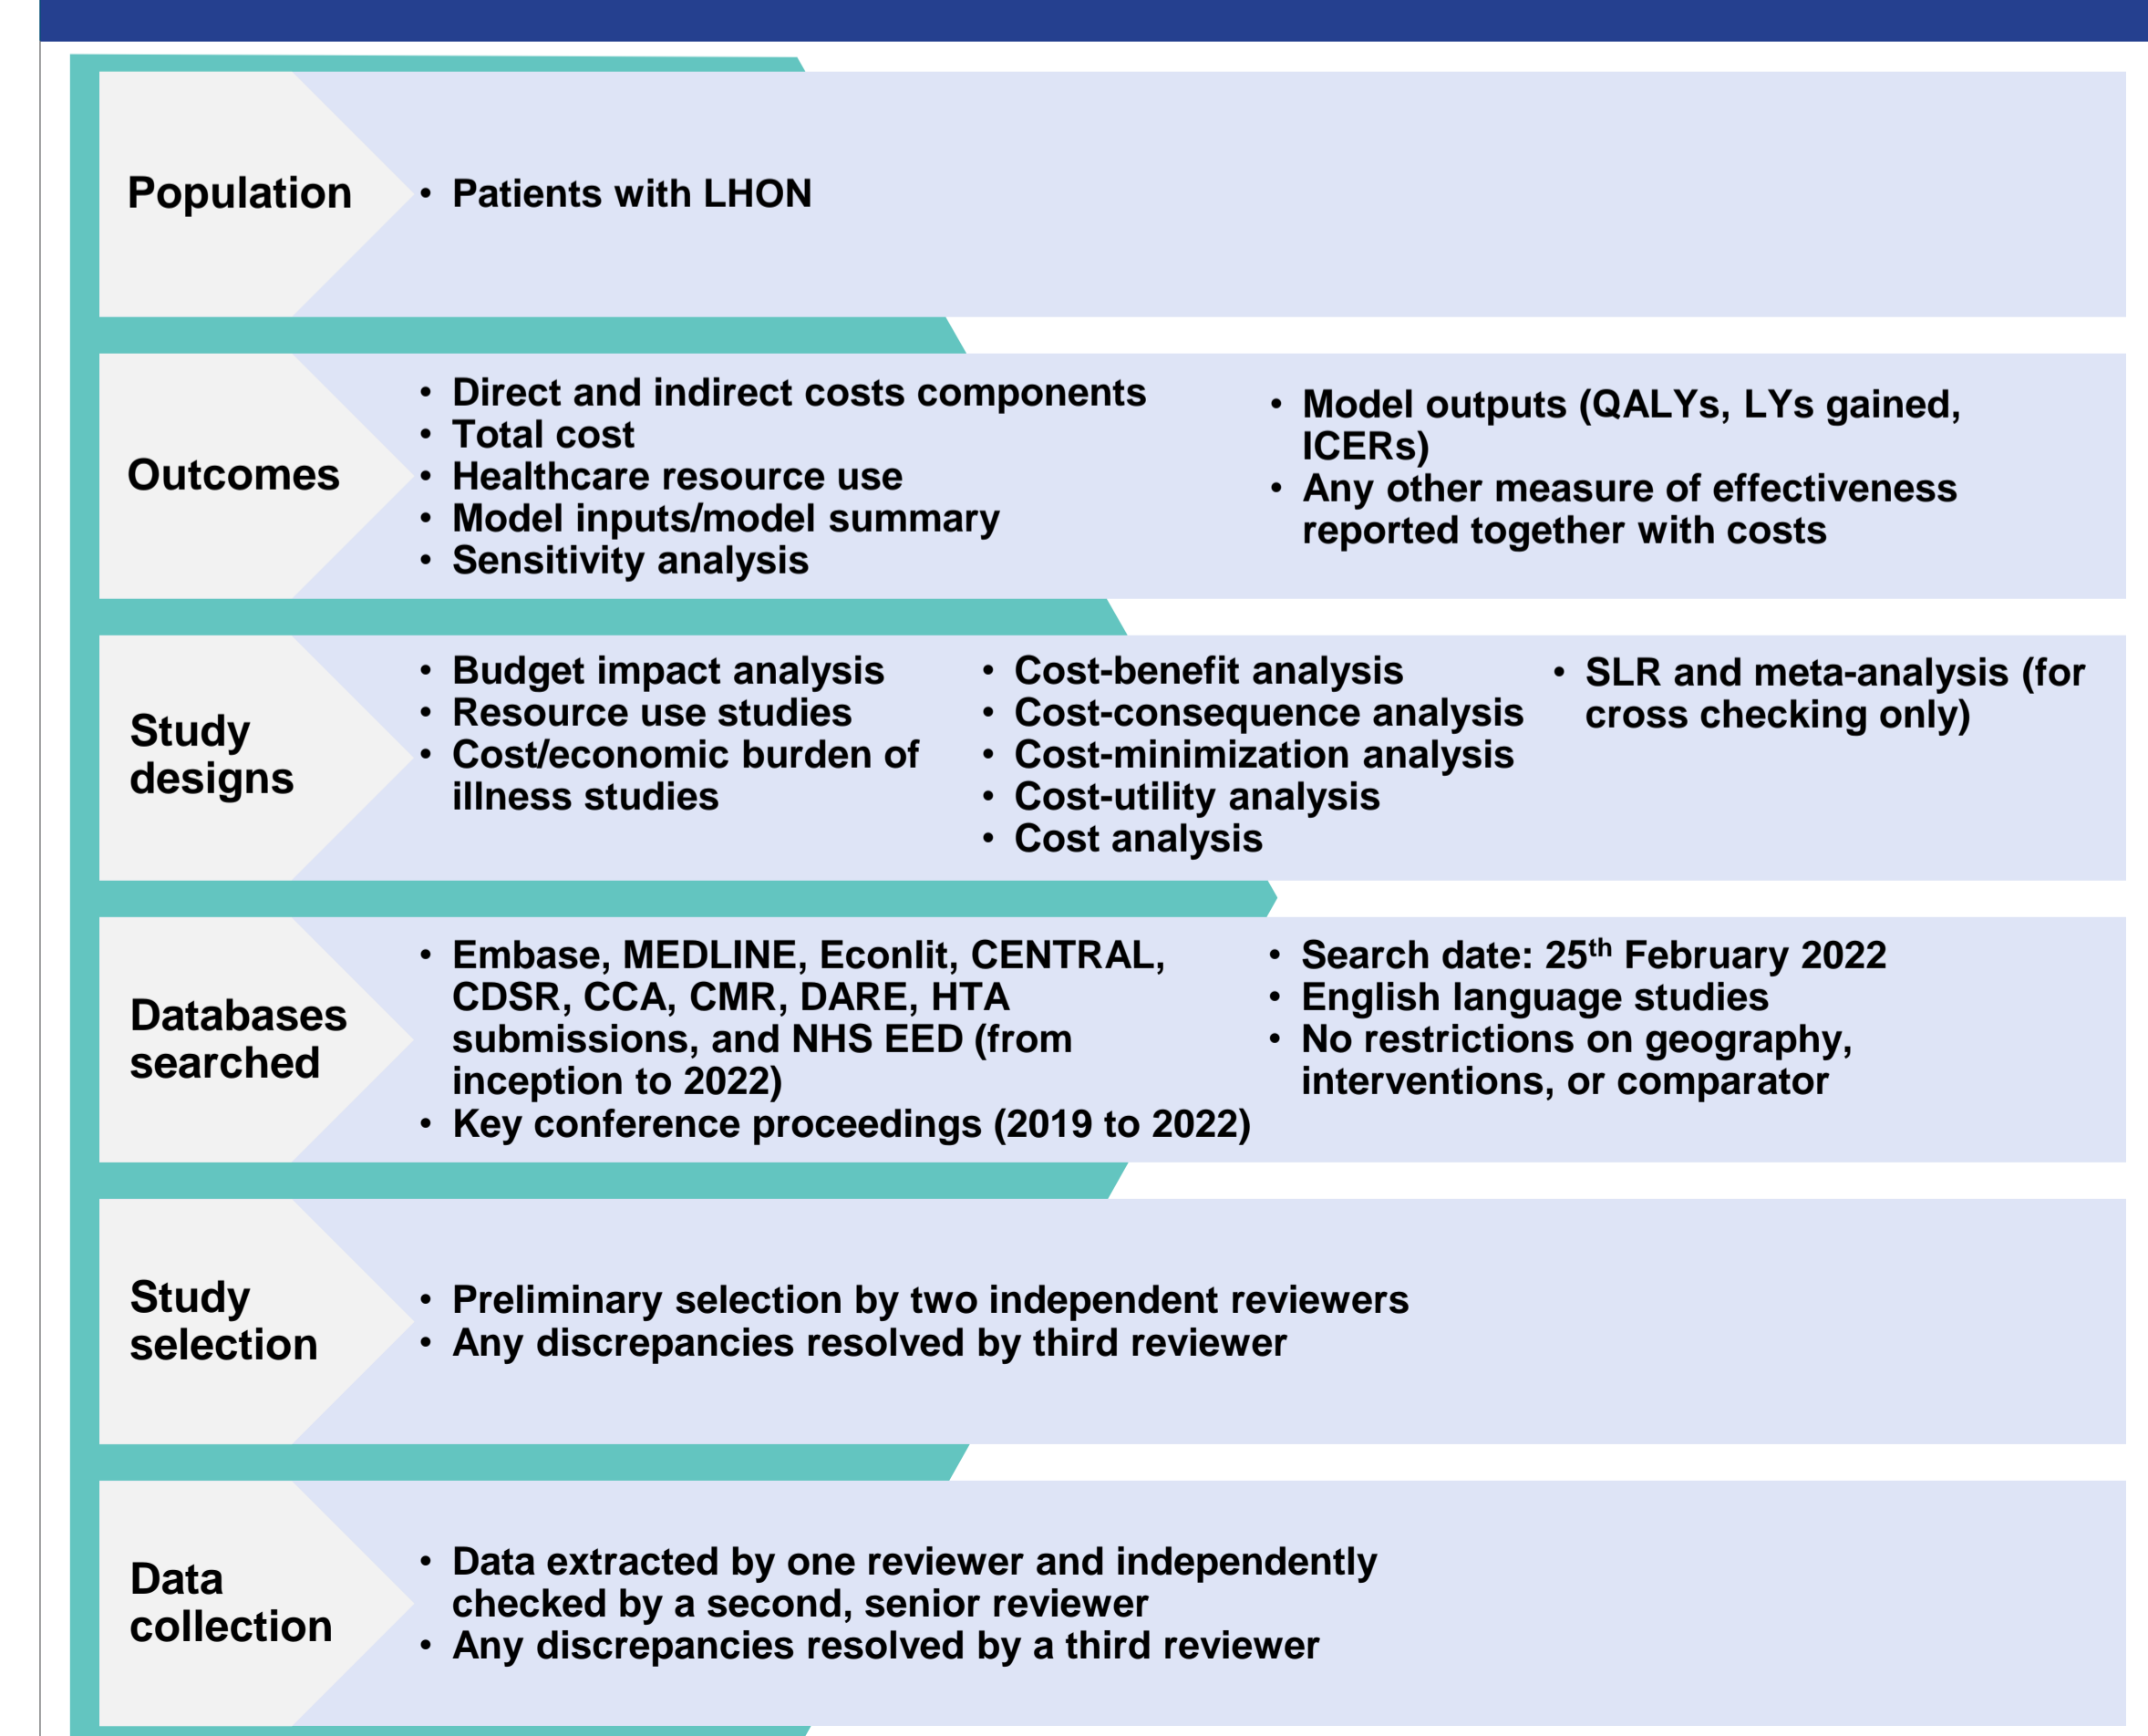 Population
• Patients with LHON
Outcomes
• Direct and indirect costs components
• Total cost
• Healthcare resource use
• Model inputs/model summary
• Sensitivity analysis
• Model outputs (QALYs, LYs gained,
ICERs)
• Any other measure of effectiveness
reported together with costs
Study
designs
• Budget impact analysis
• Resource use studies
• Cost/economic burden of
illness studies
• Cost-benefit analysis
• Cost-consequence analysis
• Cost-minimization analysis
• Cost-utility analysis
• Cost analysis
• SLR and meta-analysis (for
cross checking only)
Databases
searched
• Embase, MEDLINE, Econlit, CENTRAL,
CDSR, CCA, CMR, DARE, HTA
submissions, and NHS EED (from
inception to 2022)
• Key conference proceedings (2019 to 2022)
• Search date: 25th February 2022
• English language studies
• No restrictions on geography,
interventions, or comparator
Study
selection
• Preliminary selection by two independent reviewers
• Any discrepancies resolved by third reviewer
Data
collection
• Data extracted by one reviewer and independently
checked by a second, senior reviewer
• Any discrepancies resolved by a third reviewer